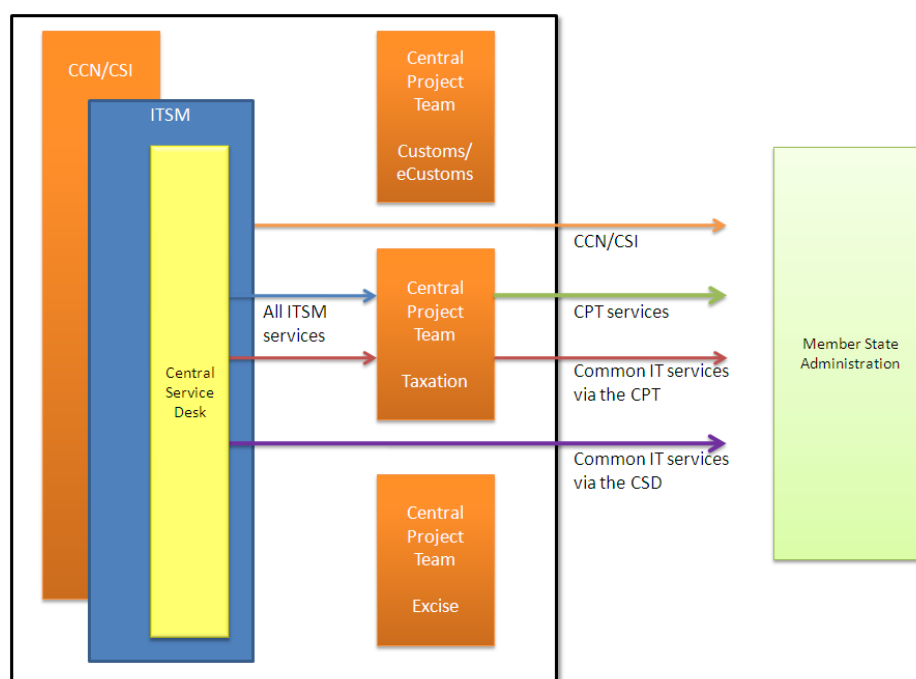 CCN/CSI
ITSM
Central
Service
Desk
Central
Project
Team
Customs/
eCustoms
CCN/CSI
All ITSM
services
Central
Project
Team
Taxation
CPT services
Common IT services
via the CPT
Common IT services
via the CSD
Central
Project
Team
Excise
Member State
Administration